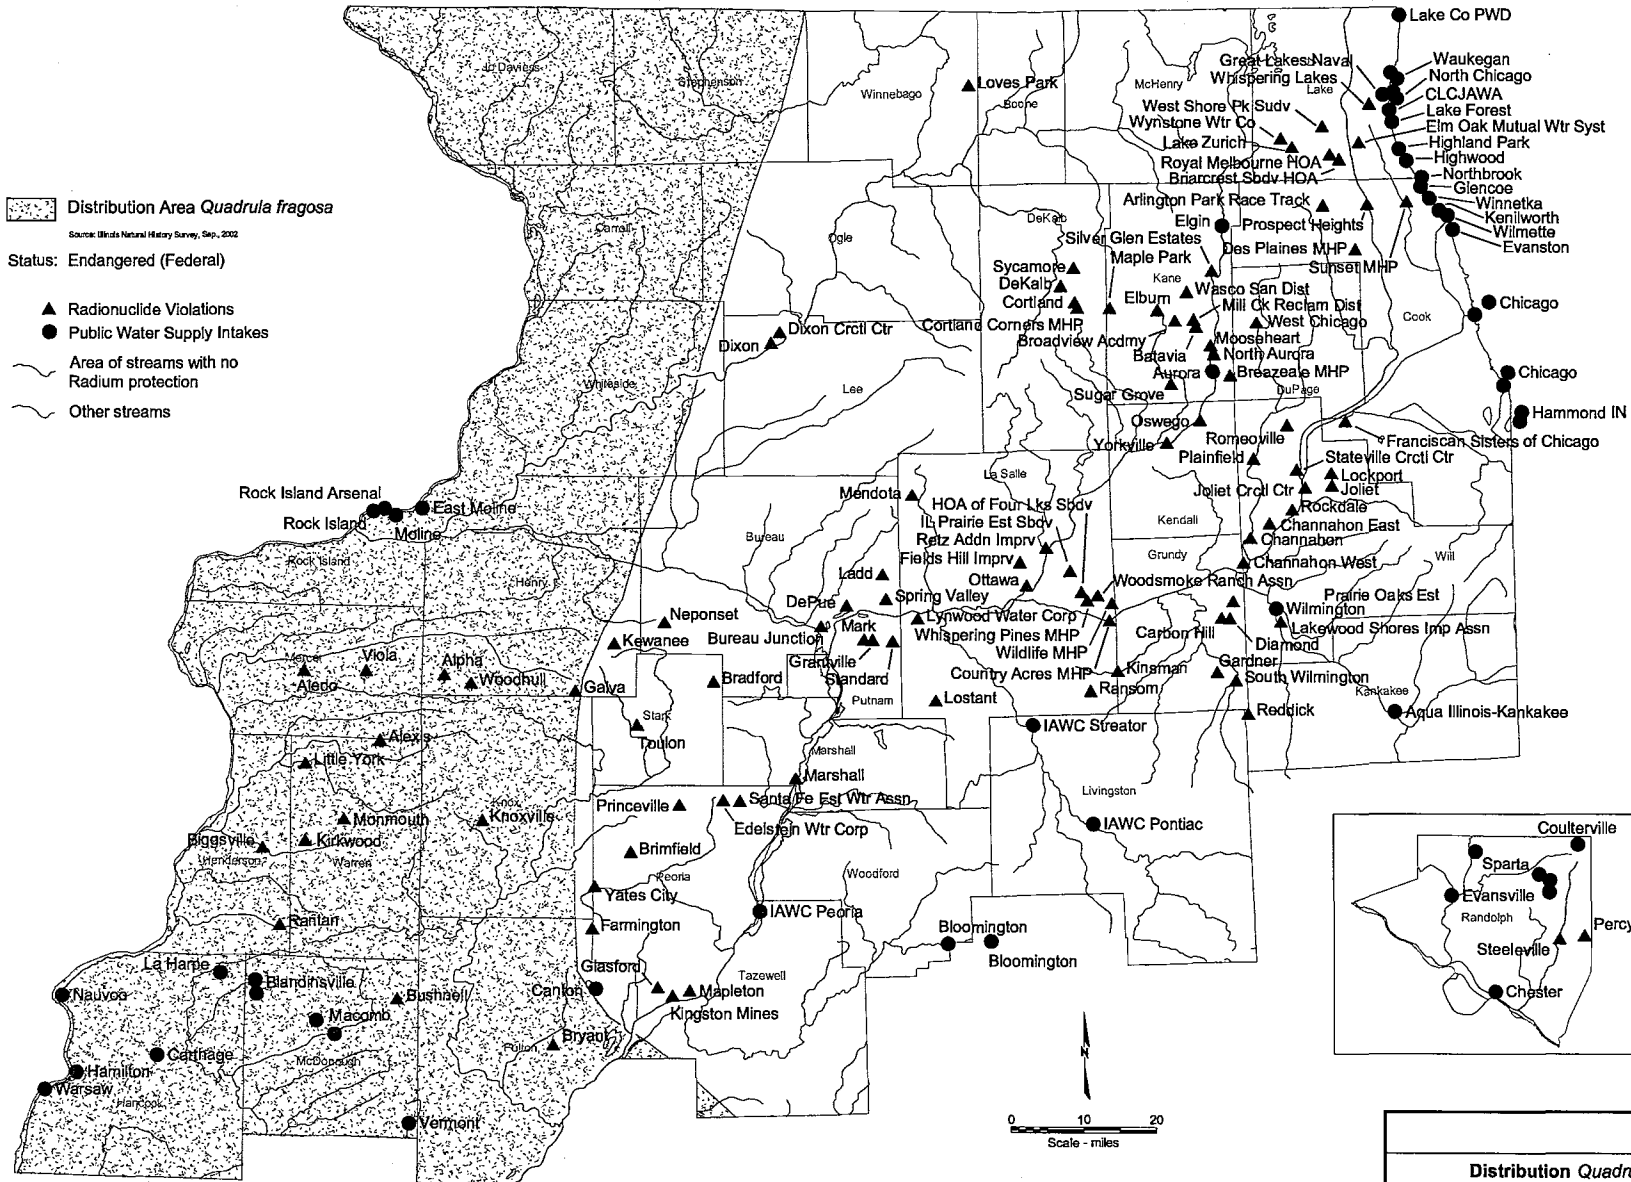 Distribution Area Quadrula fragosa
Source: Illinois Natural History Survey, Sep., 2002
Status: Endangered (Federal)
Radionuclide Violations
Public Water Supply Intakes
Area of streams with no
Radium protection
Other streams
Jo Daviess
Stephenson
Winnebago
Loves Park
Boone
McHenry
Lake
Lake Co PWD
Great Lakes Naval
Whispering Lakes
West Shore Pk Sudv
Wynstone Wtr Co
Lake Zurich
Royal Melbourne HOA
Briarcrest Sbdv HOA
Waukegan
North Chicago
CLCJAWA
Lake Forest
Elm Oak Mutual Wtr Syst
Highland Park
Highwood
Northbrook
Glencoe
Winnetka
Kenilworth
Wilmette
Evanston
Arlington Park Race Track
Elgin
Prospect Heights
Des Plaines MHP
Sunset MHP
Carroll
Ogle
DeKalb
Silver Glen Estates
Maple Park
Sycamore
DeKalb
Cortland
Cortland Corners MHP
Kane
Elburn
Wasco San Dist
Mill Ck Reclam Dist
West Chicago
Broadview Acdmy
Batavia
Mooseheart
North Aurora
Aurora
Breazeale MHP
Sugar Grove
DuPage
Cook
Chicago
Chicago
Hammond IN
Dixon Crctl Ctr
Dixon
Whiteside
Lee
Oswego
Yorkville
Romeoville
Plainfield
Franciscan Sisters of Chicago
Stateville Crctl Ctr
Lockport
Joliet Crctl Ctr
Joliet
Rockdale
Channahon East
Channahon
Channahon West
Will
Kendall
Grundy
La Salle
Mendota
HOA of Four Lks Sbdv
IL Prairie Est Sbdv
Retz Addn Imprv
Fields Hill Imprv
Ottawa
Woodsmoke Ranch Assn
Prairie Oaks Est
Wilmington
Lakewood Shores Imp Assn
Carbon Hill
Diamond
Lynwood Water Corp
Whispering Pines MHP
Wildlife MHP
Country Acres MHP
Kinsman
Ransom
Gardner
South Wilmington
Reddick
Kankakee
Aqua Illinois-Kankakee
Rock Island Arsenal
Rock Island
Moline
East Moline
Rock Island
Henry
Bureau
Ladd
DePue
Spring Valley
Neponset
Kewanee
Bureau Junction
Mark
Grantville
Standard
Putnam
Lostant
Mercer
Viola
Aledo
Alpha
Woodhull
Galva
Bradford
Stark
Toulon
IAWC Streator
Marshall
Marshall
Livingston
IAWC Pontiac
Alexis
Little York
Princeville
Santa Fe Est Wtr Assn
Edelstein Wtr Corp
Monmouth
Kirkwood
Biggsville
Henderson
Warren
Knox
Knoxville
Brimfield
Peoria
Yates City
Woodford
Raritan
Farmington
IAWC Peoria
Bloomington
Bloomington
La Harpe
Nauvoo
Blandinsville
Bushnell
Macomb
Carthage
McDonough
Hamilton
Warsaw
Hancock
Vermont
Canton
Glasford
Mapleton
Kingston Mines
Tazewell
Fulton
Bryant
Coulterville
Sparta
Evansville
Randolph
Percy
Steeleville
Chester
N
0 10 20
Scale - miles
Distribution